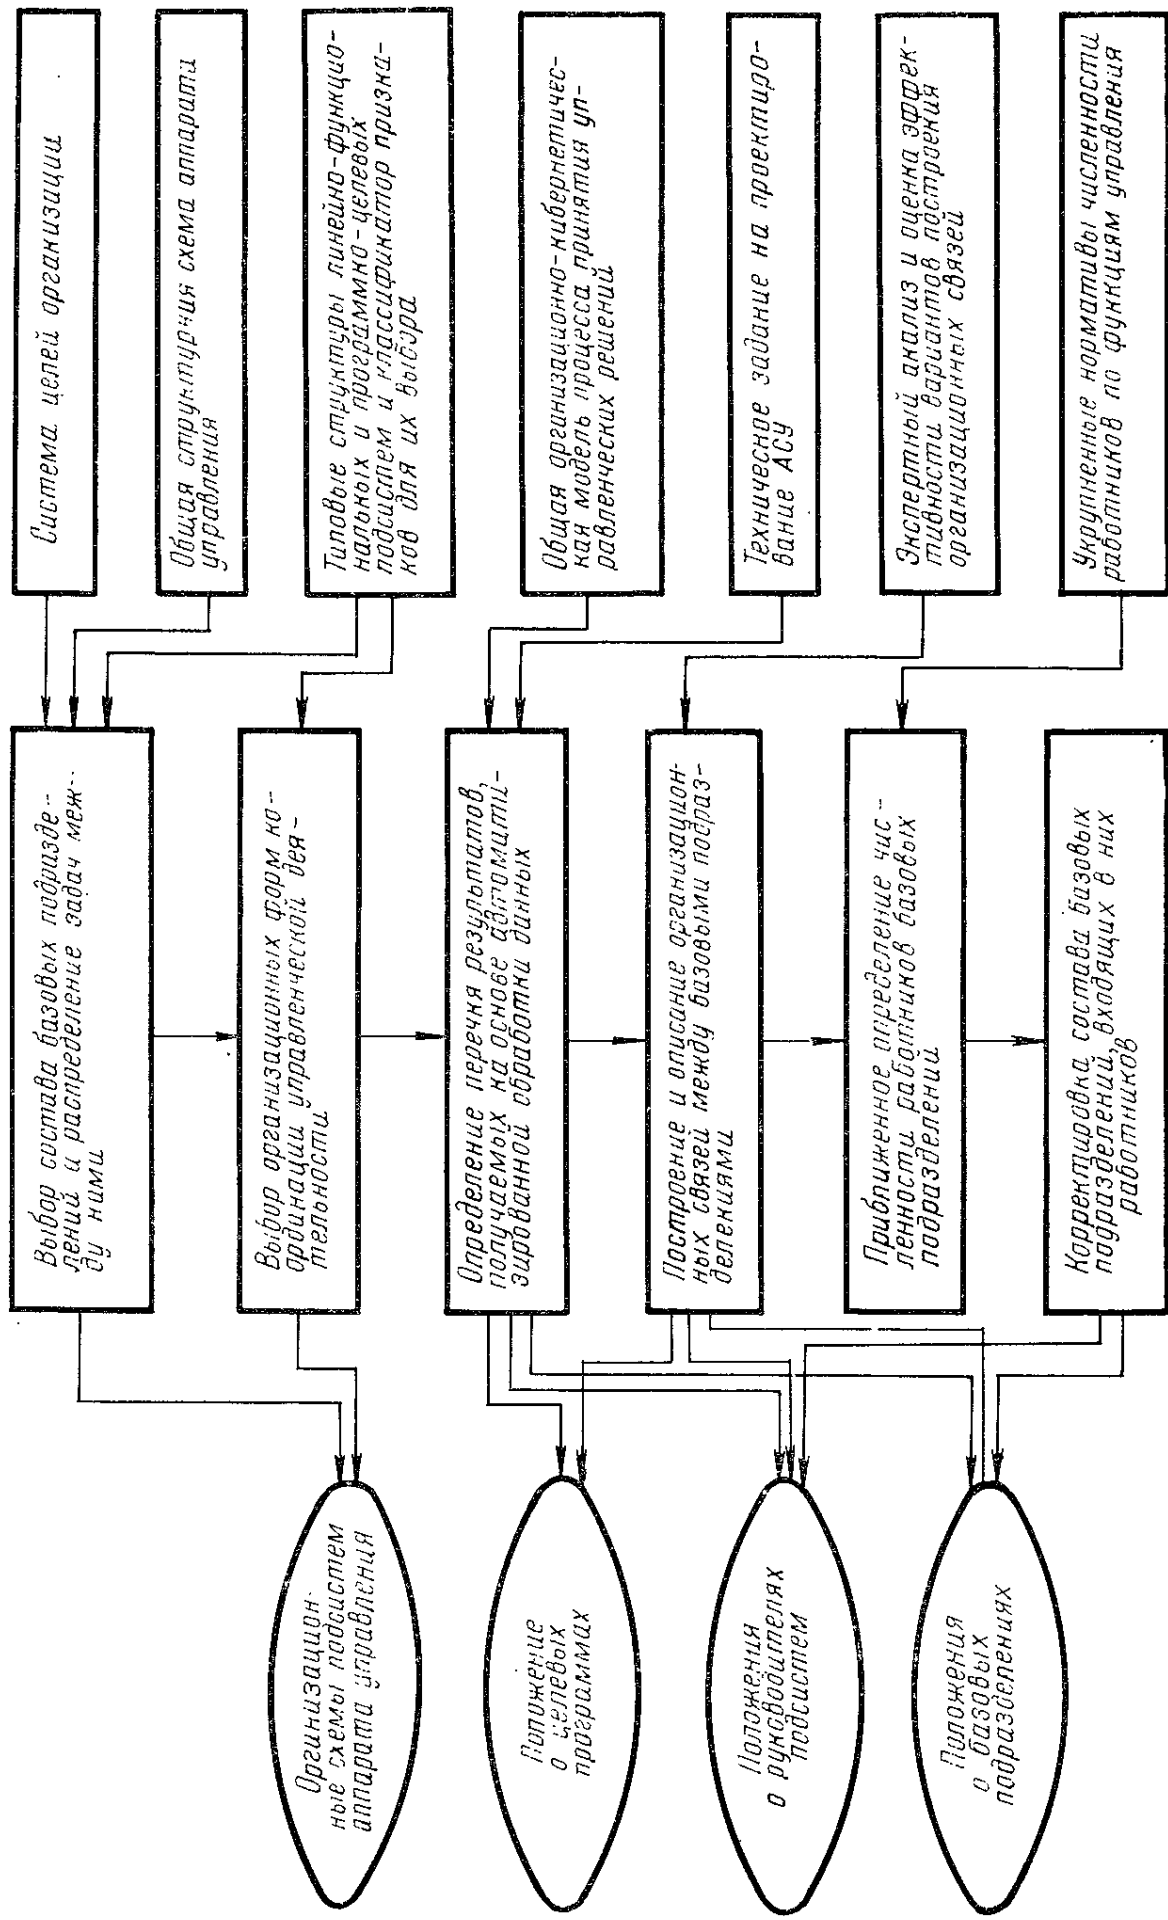 Система целей организации
Общая структурная схема аппарата
управления
Типовые структуры линейно-функцио-
нальных и программно-целевых
подсистем и классификатор призна-
ков для их выбора
Общая организационно-кибернетичес-
кая модель процесса принятия уп-
равленческих решений
Техническое задание на проектиро-
вание АСУ
Экспертный анализ и оценка эффек-
тивности вариантов построения
организационных связей
Укрупненные нормативы численности
работников по функциям управления
Выбор состава базовых подразде-
лений и распределение задач меж-
ду ними
Выбор организационных форм ко-
ординации управленческой дея-
тельности
Определение перечня результатов,
получаемых на основе автомати-
зированной обработки данных
Построение и описание организацион-
ных связей между базовыми подраз-
делениями
Приближенное определение чис-
ленности работников базовых
подразделений
Корректировка состава базовых
подразделений, входящих в них
работников
Организацион-
ные схемы подсистем
аппарата управления
Положение
о целевых
программах
Положения
о руководителях
подсистем
Положения
о базовых
подразделениях